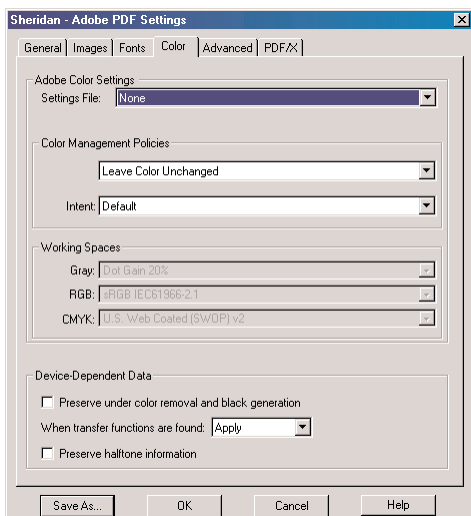 Sheridan - Adobe PDF Settings
General Images Fonts Color Advanced PDF/X
Adobe Color Settings
Settings File: None
Color Management Policies
Leave Color Unchanged
Intent: Default
Working Spaces
Gray: Dot Gain 20%
RGB: sRGB IEC61966-2.1
CMYK: U.S. Web Coated (SWOP) v2
Device-Dependent Data
Preserve under color removal and black generation
When transfer functions are found: Apply
Preserve halftone information
Save As... OK Cancel Help